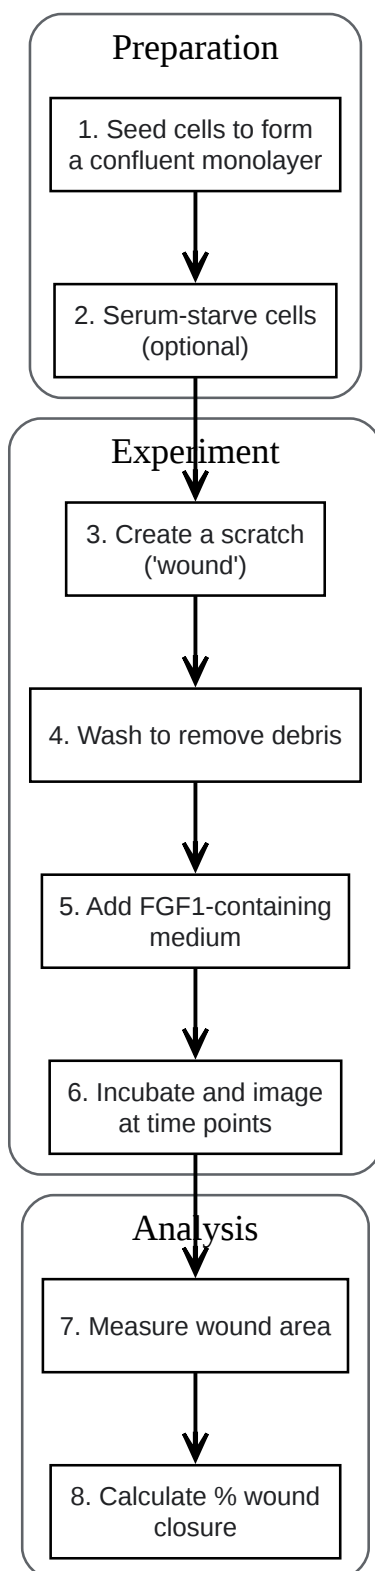 Preparation
1. Seed cells to form
a confluent monolayer
2. Serum-starve cells
(optional)
Experiment
3. Create a scratch
('wound')
4. Wash to remove debris
5. Add FGF1-containing
medium
6. Incubate and image
at time points
Analysis
7. Measure wound area
8. Calculate % wound
closure